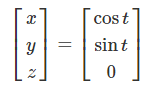 x = cos t
y = sin t
z = 0